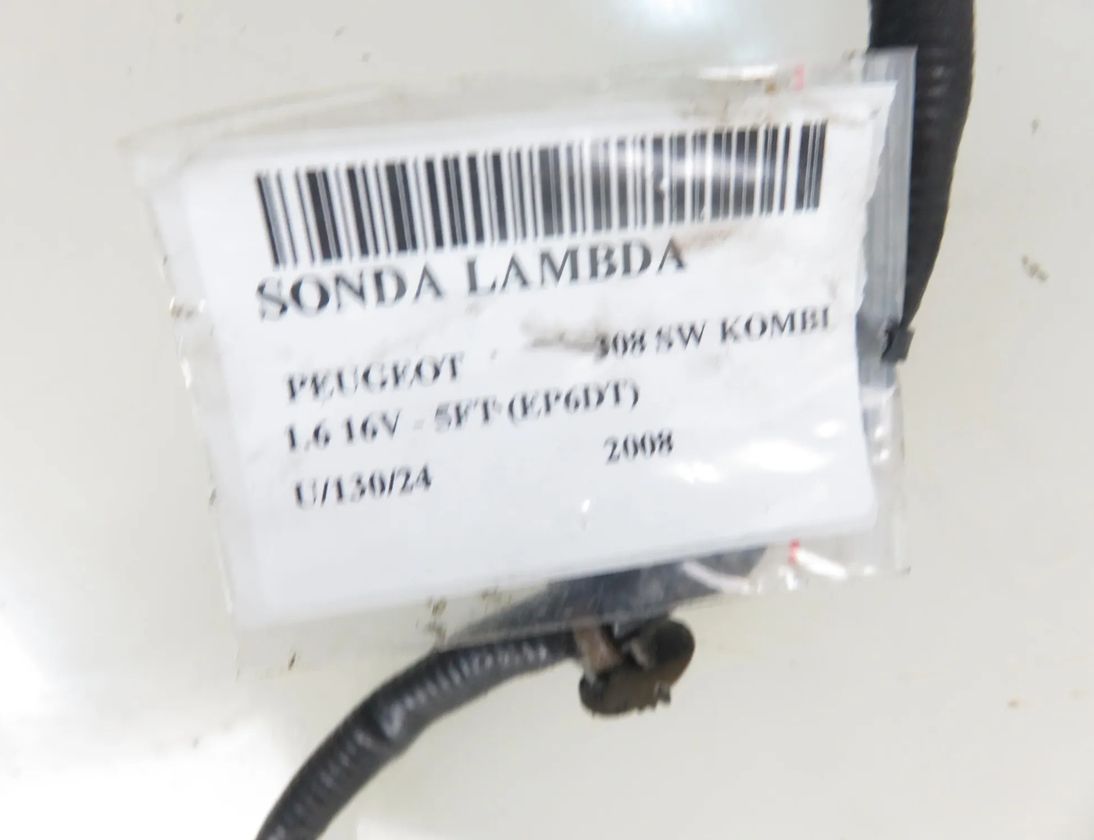 SONDA LAMBDA
PEUGEOT 308 SW KOMBI
1.6 16V - 5FT (EP6DT)
U/130/24 2008